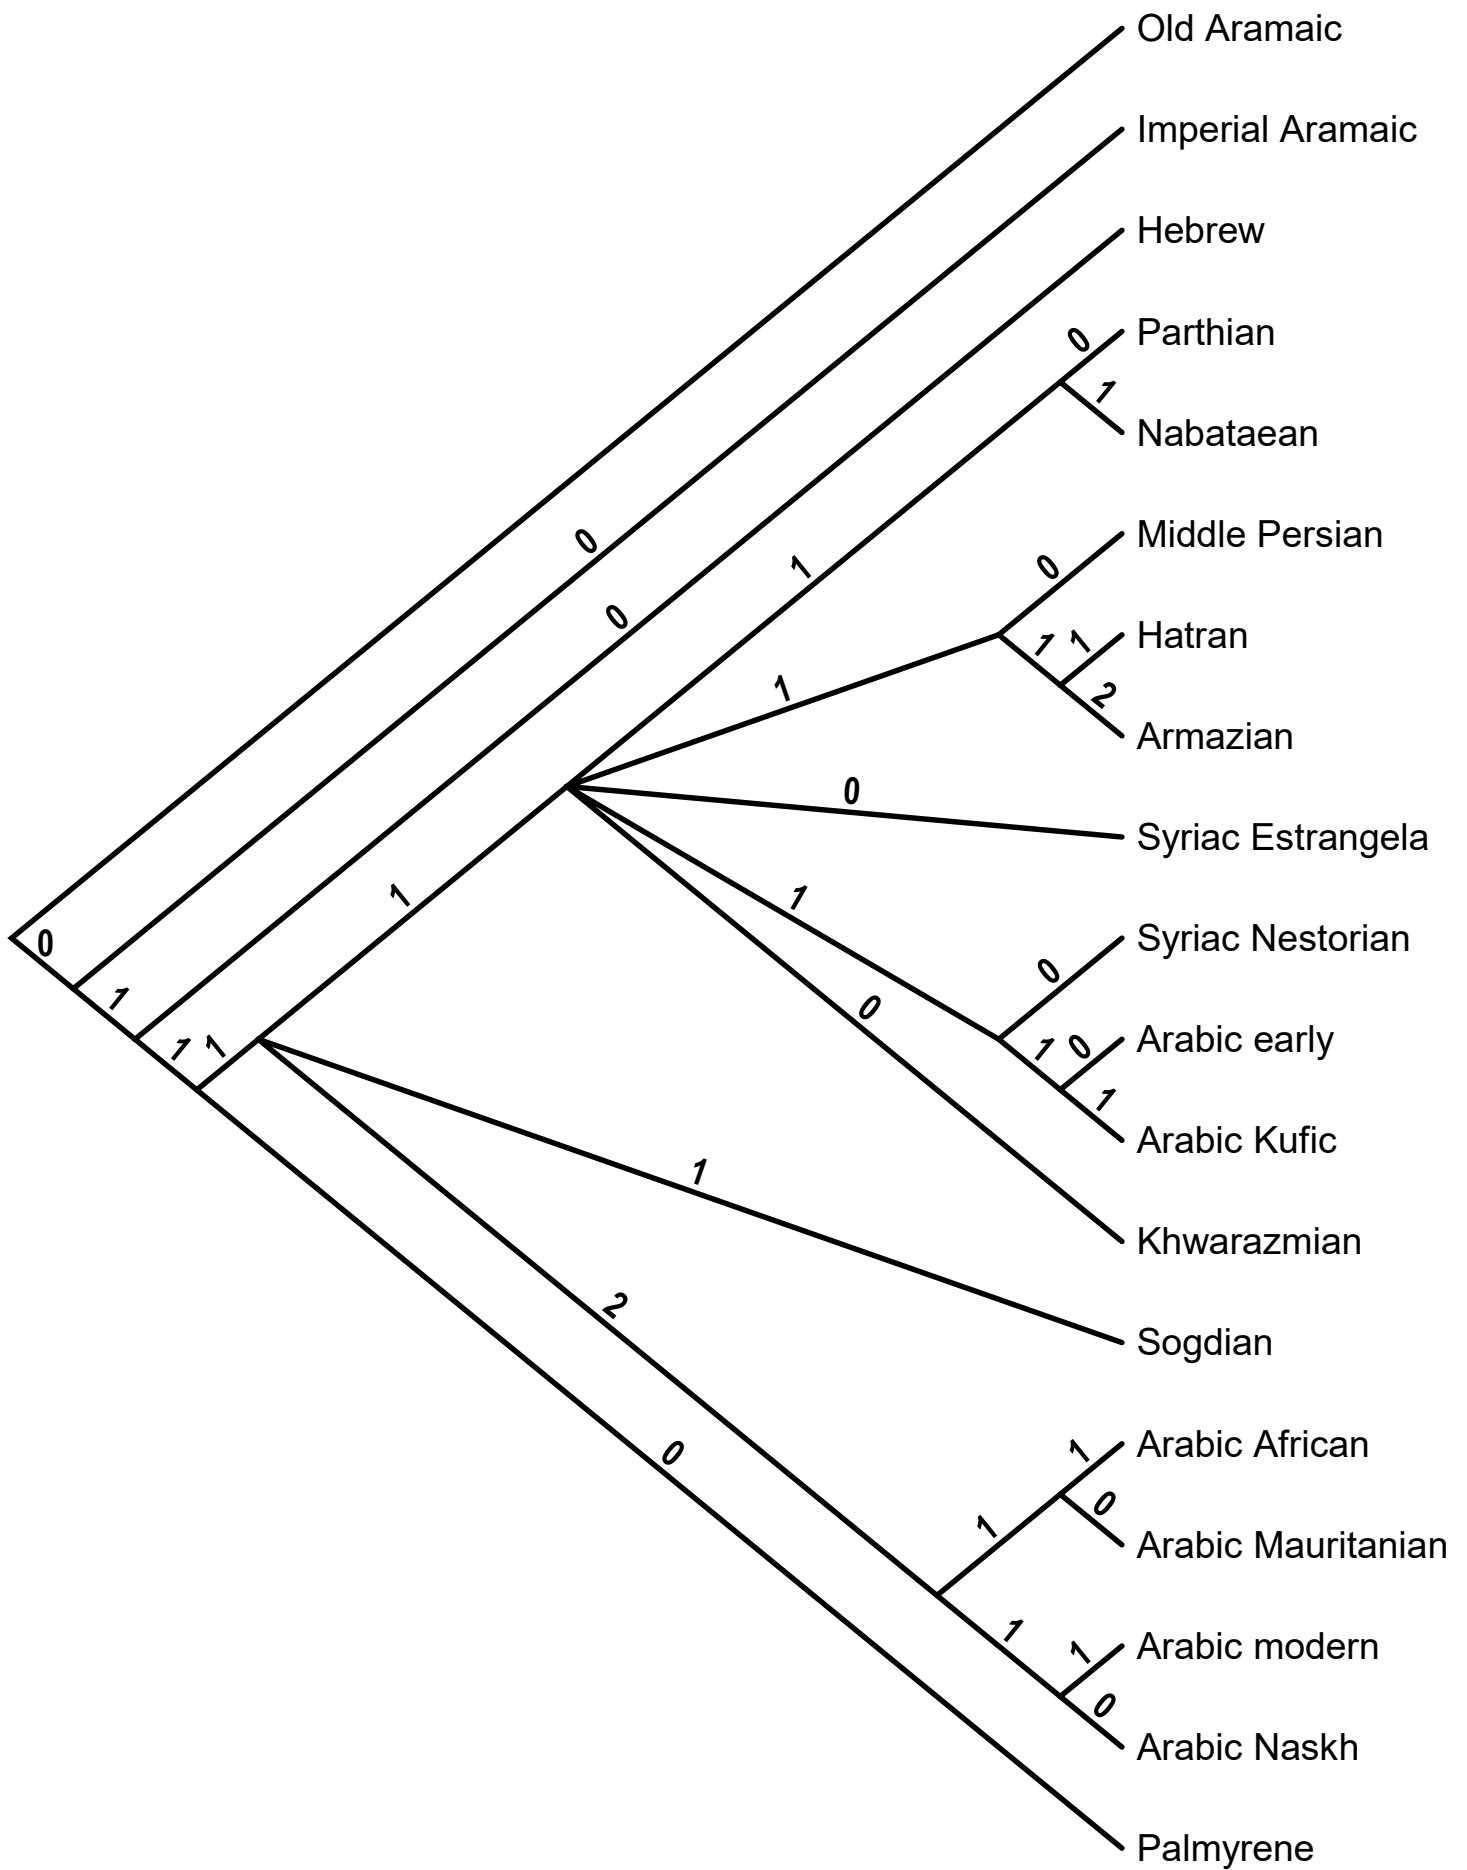 Old Aramaic
Imperial Aramaic
Hebrew
0
Parthian
1
Nabataean
0
0
Middle Persian
1
0
1
1
Hatran
1
2
Armazian
0
Syriac Estrangela
1
1
0
Syriac Nestorian
0
1
0
0
1
1
1
Arabic early
0
1
Arabic Kufic
1
Khwarazmian
2
Sogdian
1
Arabic African
0
0
1
Arabic Mauritanian
1
1
Arabic modern
0
Arabic Naskh
Palmyrene